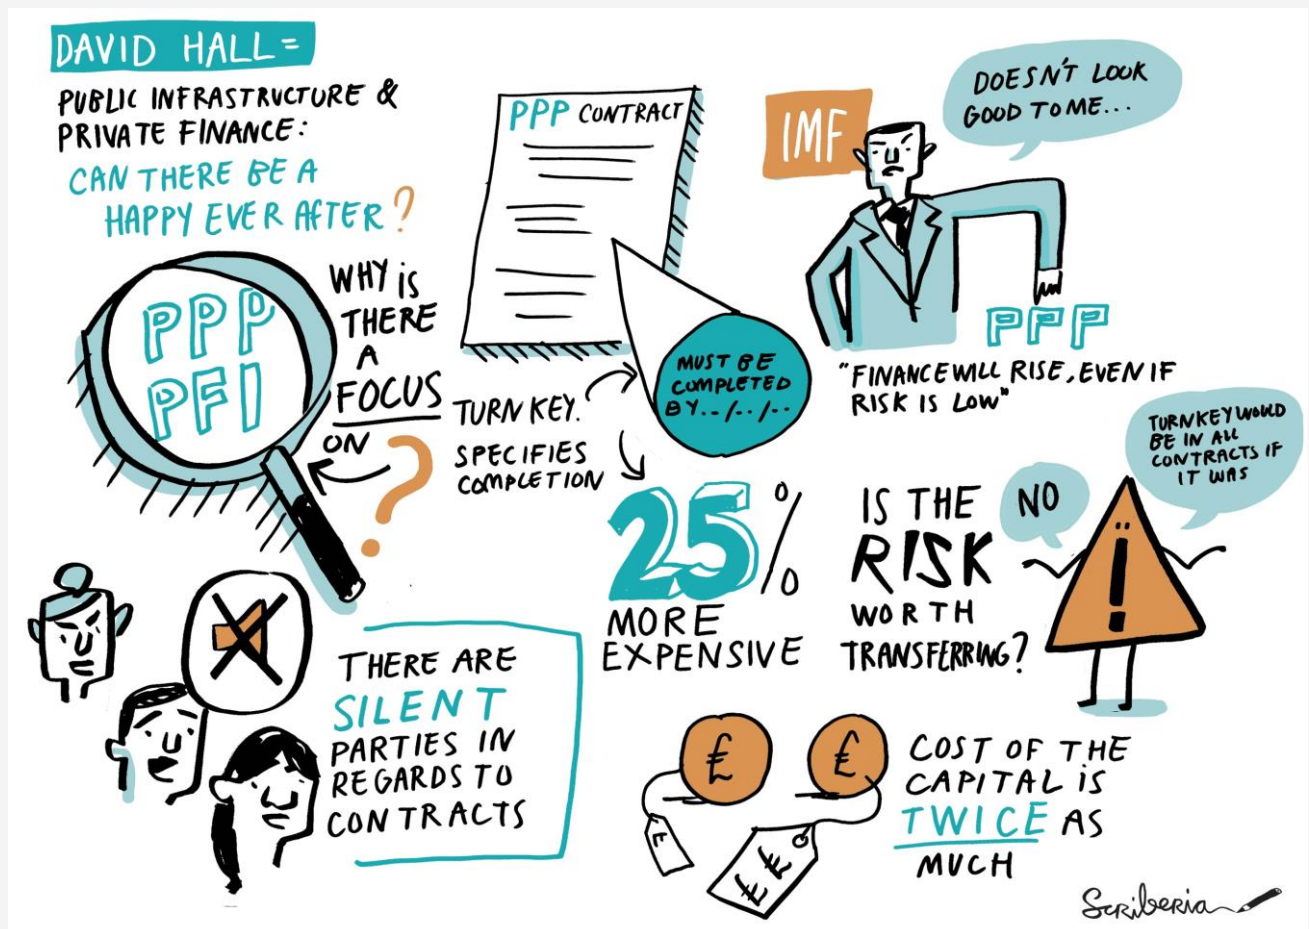 DAVID HALL=
PUBLIC INFRASTRUCTURE &
PRIVATE FINANCE:
CAN THERE BE A
HAPPY EVER AFTER?
PPP
PFI
WHY is
THERE
A
FOCUS
ON
?
PPP CONTRACT
MUST BE
COMPLETED
BY../../..
TURN KEY.
SPECIFIES
COMPLETION
25%
MORE
EXPENSIVE
IMF
DOESN'T LOOK
GOOD TO ME...
PPP
"FINANCE WILL RISE, EVEN IF
RISK IS LOW"
IS THE
RISK
WORTH
TRANSFERRING?
NO
TURNKEY WOULD
BE IN ALL
CONTRACTS IF
IT WAS
!
THERE ARE
SILENT
PARTIES IN
REGARDS TO
CONTRACTS
£
£
£
££
COST OF THE
CAPITAL iS
TWICE AS
MUCH
Scriberia